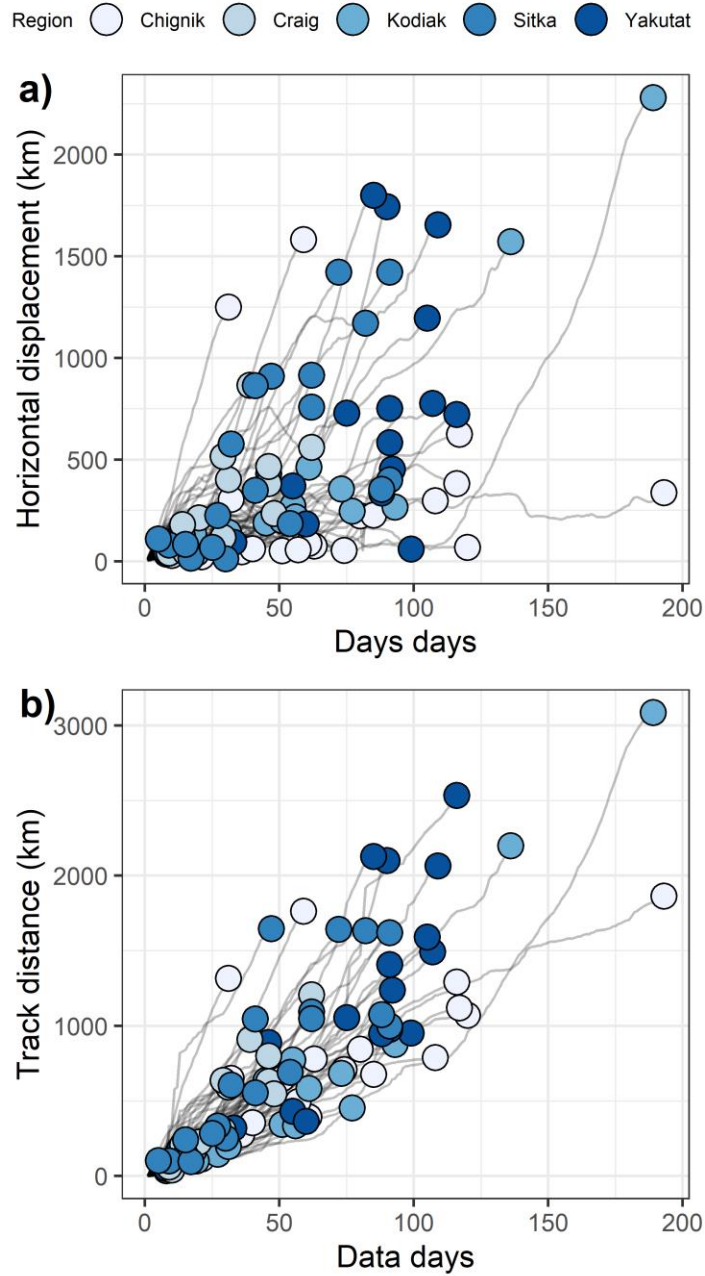 Region Chignik Craig Kodiak Sitka Yakutat
a)
Horizontal displacement (km)
2000
1500
1000
500
0
0 50 100 150 200
Days days
b)
Track distance (km)
3000
2000
1000
0
0 50 100 150 200
Data days